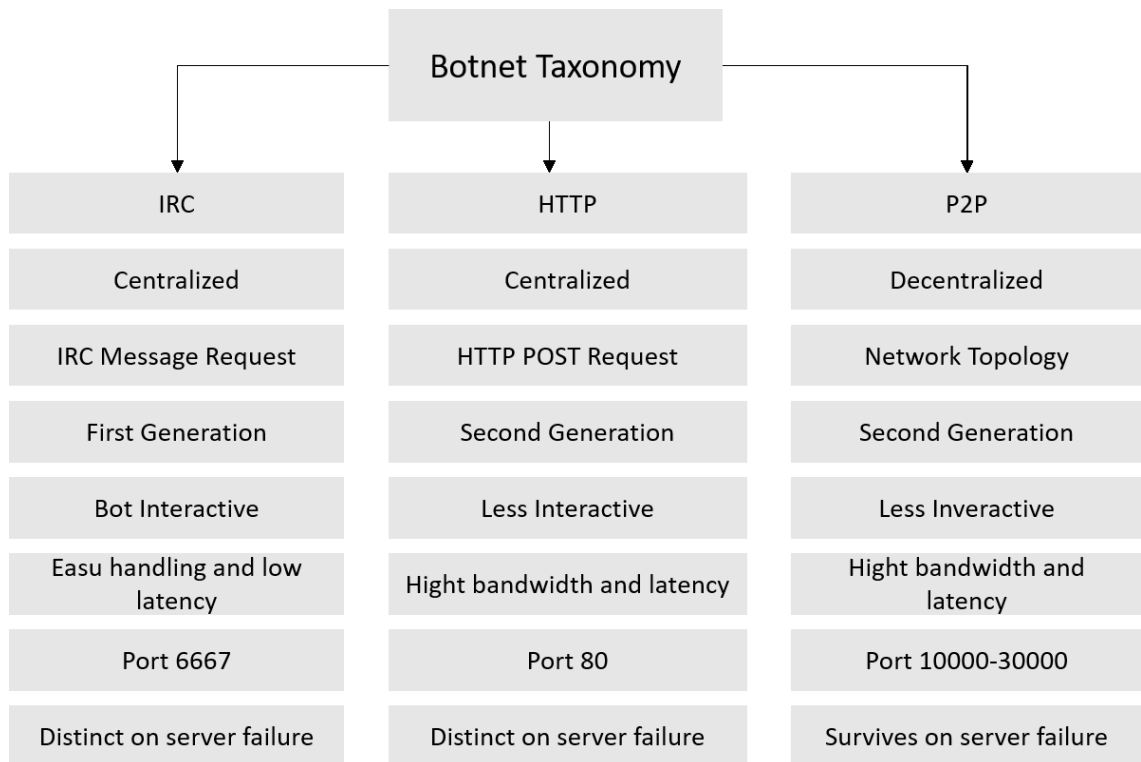 Botnet Taxonomy
IRC
HTTP
P2P
Centralized
Centralized
Decentralized
IRC Message Request
HTTP POST Request
Network Topology
First Generation
Second Generation
Second Generation
Bot Interactive
Less Interactive
Less Inveractive
Easu handling and low
latency
Hight bandwidth and latency
Hight bandwidth and
latency
Port 6667
Port 80
Port 10000-30000
Distinct on server failure
Distinct on server failure
Survives on server failure